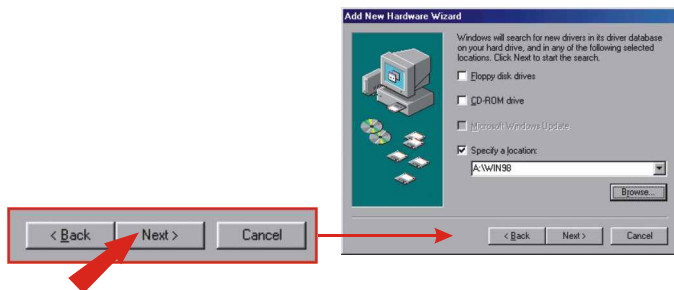 Add New Hardware Wizard
Windows will search for new drivers in its driver database
on your hard drive, and in any of the following selected
locations. Click Next to start the search.
Floppy disk drives
CD-ROM drive
Microsoft Windows Update
Specify a location:
A:\WIN98
Browse...
< Back Next > Cancel
< Back Next > Cancel